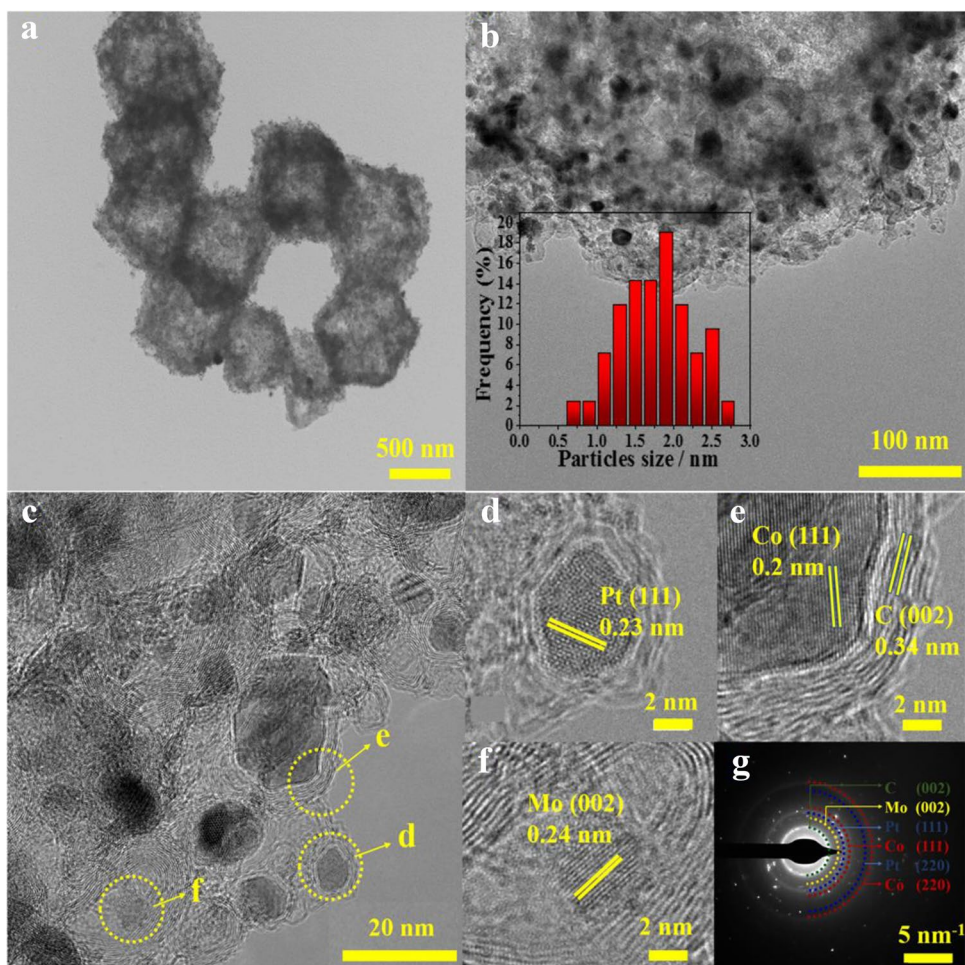 a
500 nm
b
20
18
16
14
12
10
8
6
4
2
0
Frequency (%)
0.0 0.5 1.0 1.5 2.0 2.5 3.0
Particles size / nm
100 nm
c
e
d
f
20 nm
d
Pt (111)
0.23 nm
2 nm
e
Co (111)
0.2 nm
C (002)
0.34 nm
2 nm
f
Mo (002)
0.24 nm
2 nm
g
C (002)
Mo (002)
Pt (111)
Co (111)
Pt (220)
Co (220)
5 nm⁻¹